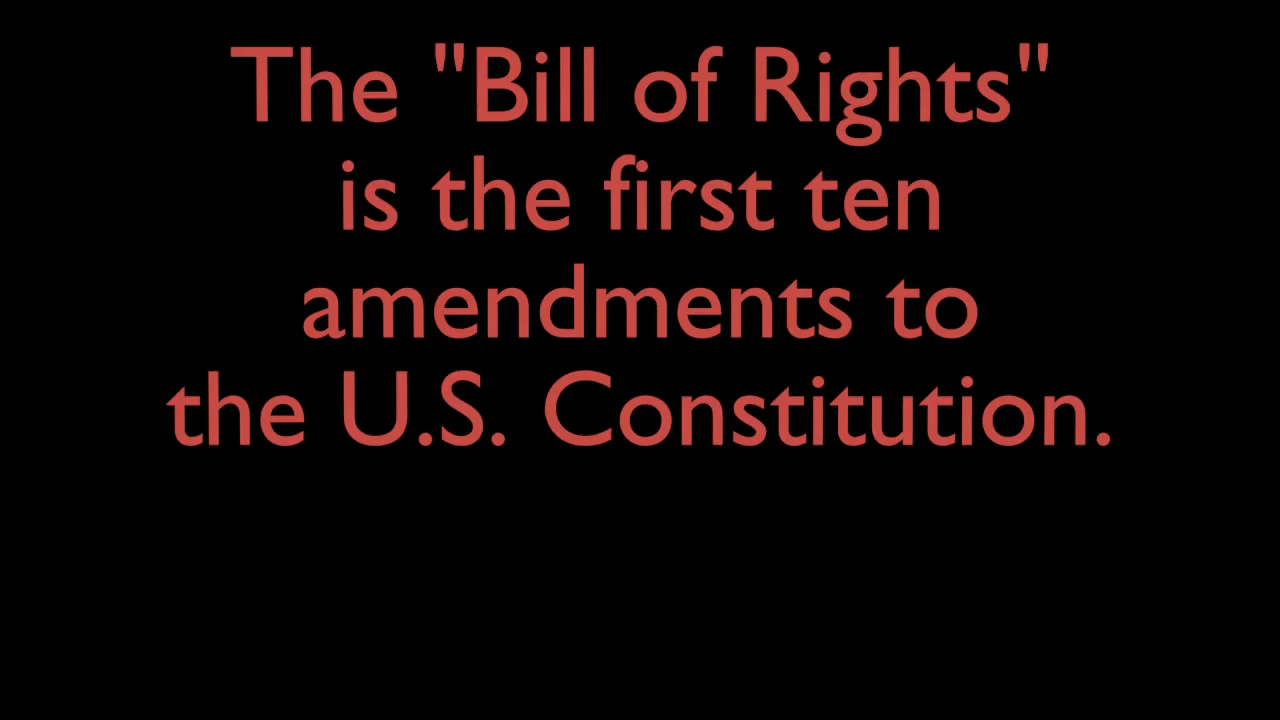 The "Bill of Rights"
is the first ten
amendments to
the U.S. Constitution.